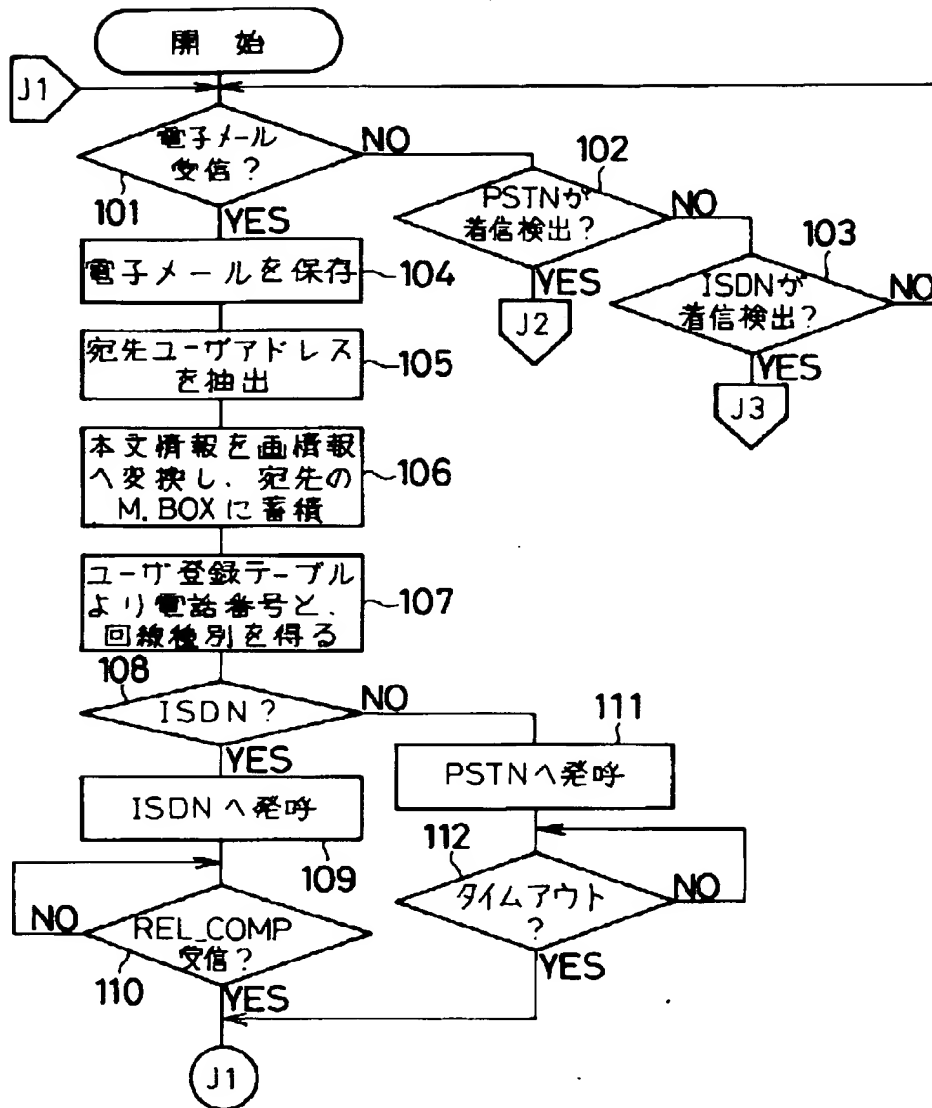 開始
J1
電子メール
受信?
NO
101
YES
102
PSTNが
着信検出?
NO
YES
J2
103
ISDNが
着信検出?
NO
YES
J3
電子メールを保存
104
宛先ユーザアドレス
を抽出
105
本文情報を画情報
へ変換し、宛先の
M.BOXに蓄積
106
ユーザ登録テーブル
より電話番号と、
回線種別を得る
107
108
ISDN?
NO
YES
ISDNへ発呼
109
111
PSTNへ発呼
112
タイムアウト
?
NO
YES
NO
REL_COMP
受信?
110
YES
J1